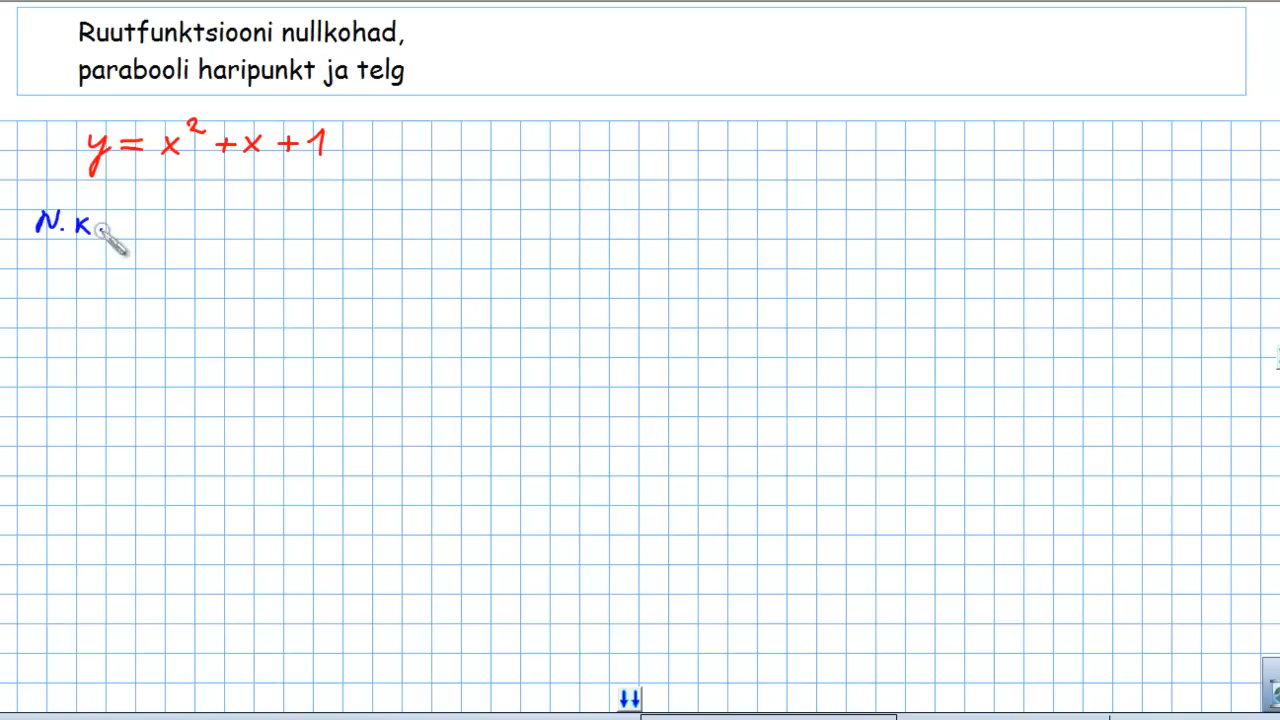 Ruutfunktsiooni nullkohad,
parabooli haripunkt ja telg
y = x² + x + 1
N. K